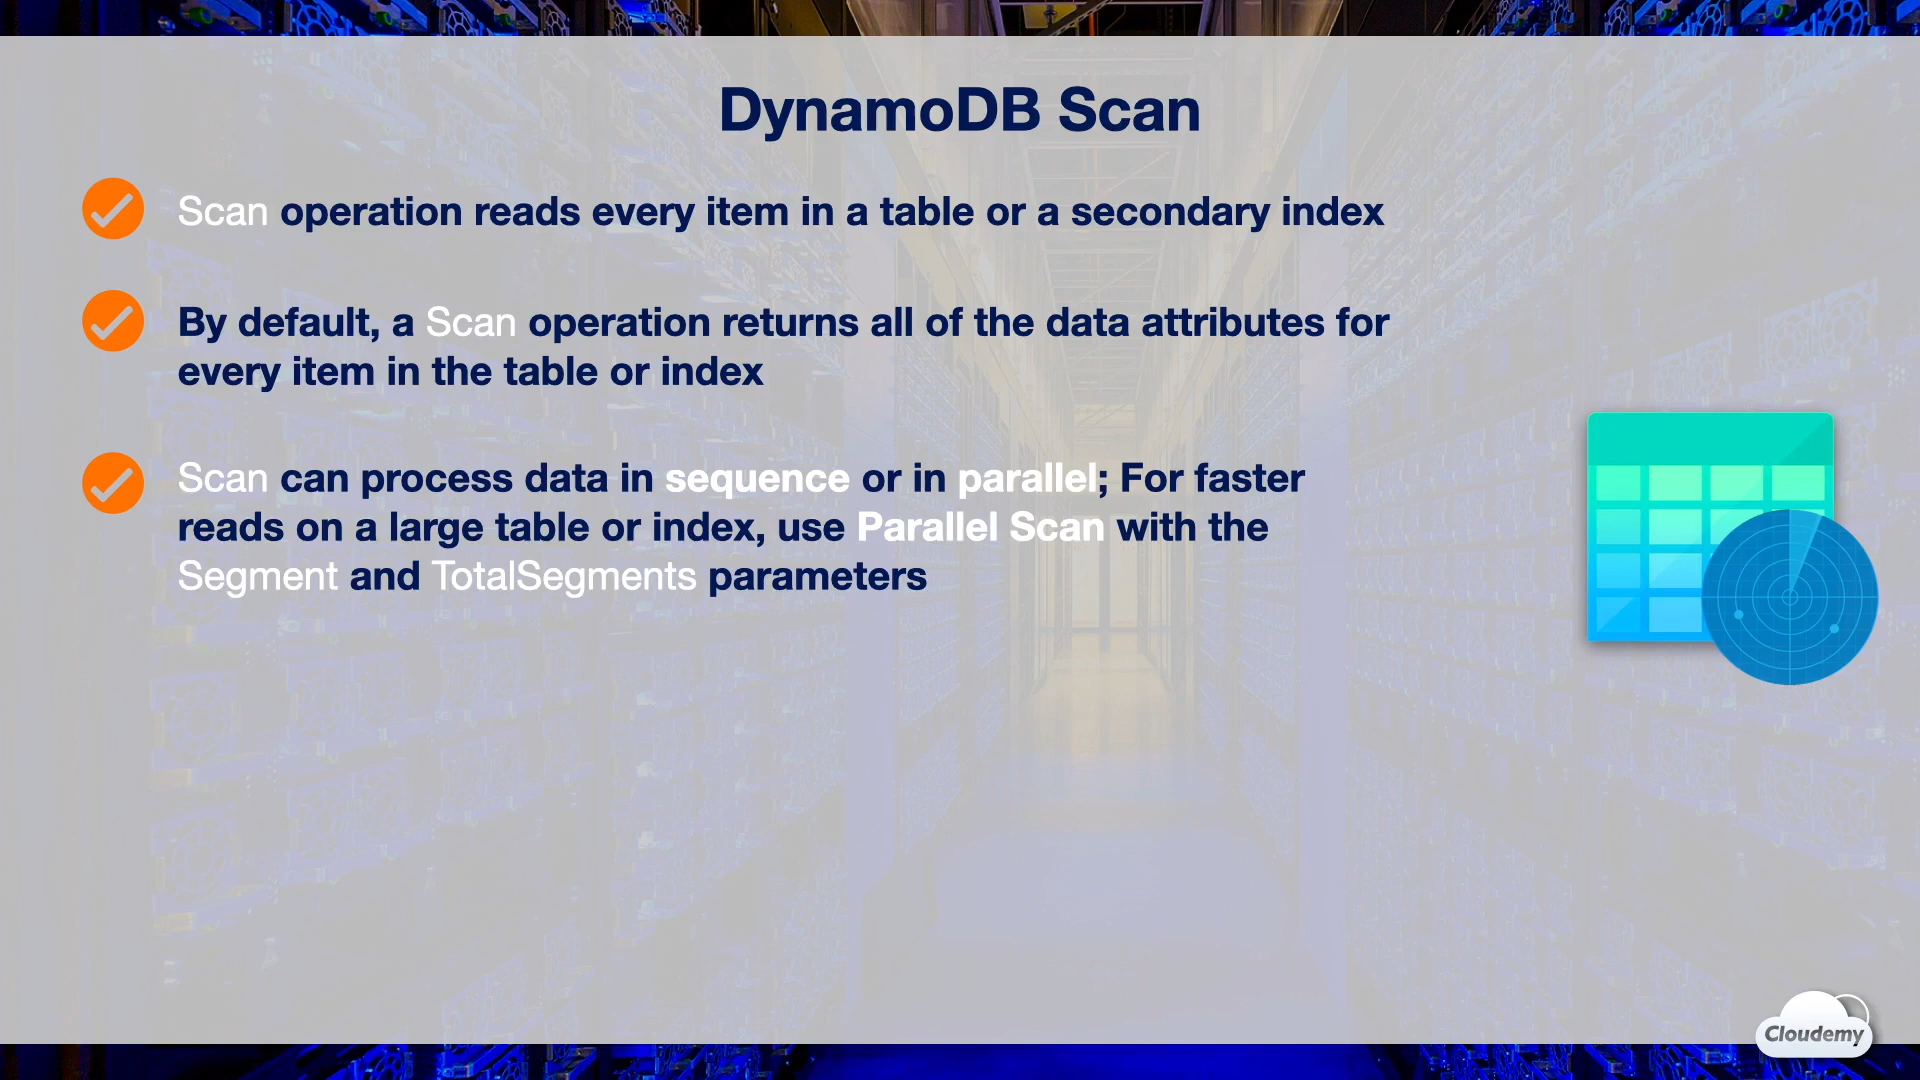 DynamoDB Scan
Scan operation reads every item in a table or a secondary index
By default, a Scan operation returns all of the data attributes for
every item in the table or index
Scan can process data in sequence or in parallel; For faster
reads on a large table or index, use Parallel Scan with the
Segment and TotalSegments parameters
Cloudemy